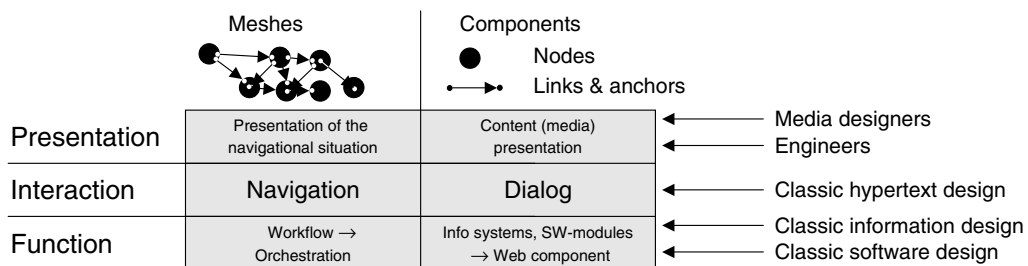 Meshes
Components
Nodes
Links & anchors
Presentation
Presentation of the
navigational situation
Content (media)
presentation
Media designers
Engineers
Interaction
Navigation
Dialog
Classic hypertext design
Function
Workflow →
Orchestration
Info systems, SW-modules
→ Web component
Classic information design
Classic software design